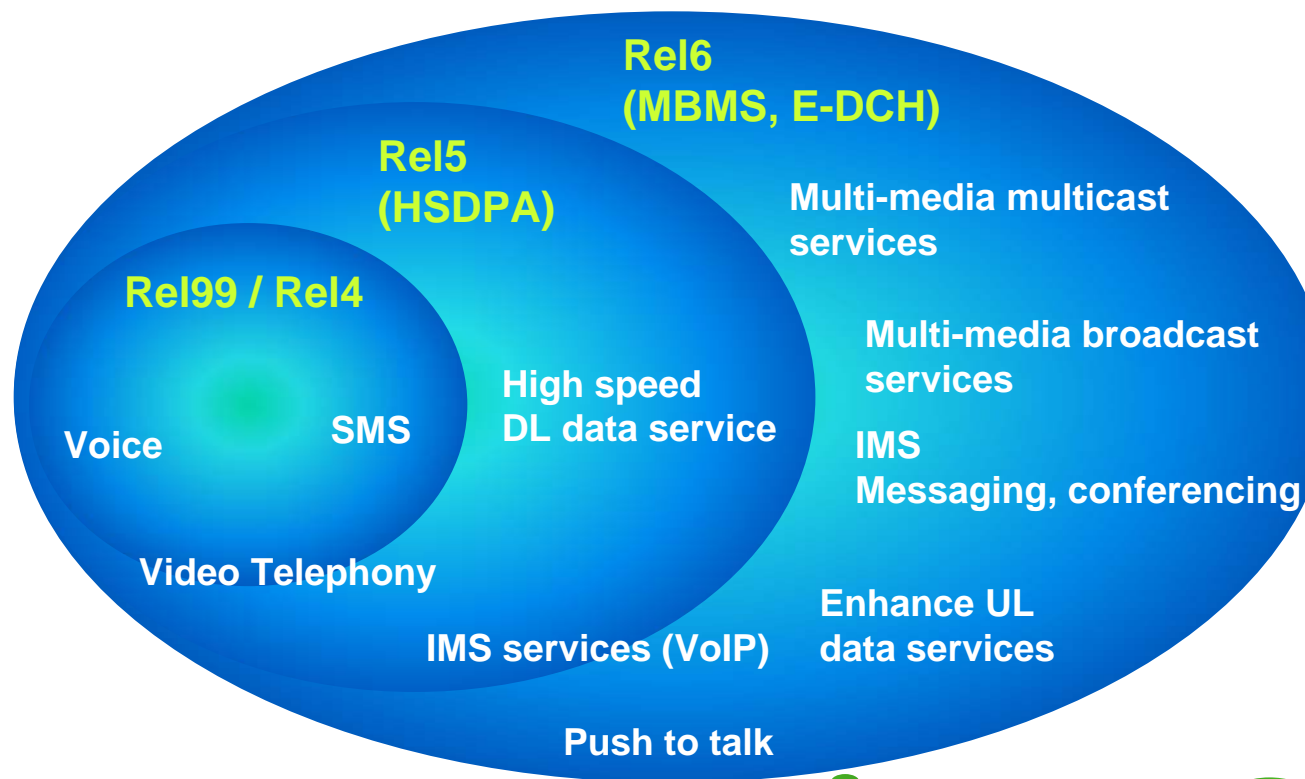 Rel6
(MBMS, E-DCH)
Rel5
(HSDPA)
Multi-media multicast
services
Rel99 / Rel4
Multi-media broadcast
services
High speed
DL data service
Voice
SMS
IMS
Messaging, conferencing
Video Telephony
Enhance UL
data services
IMS services (VoIP)
Push to talk